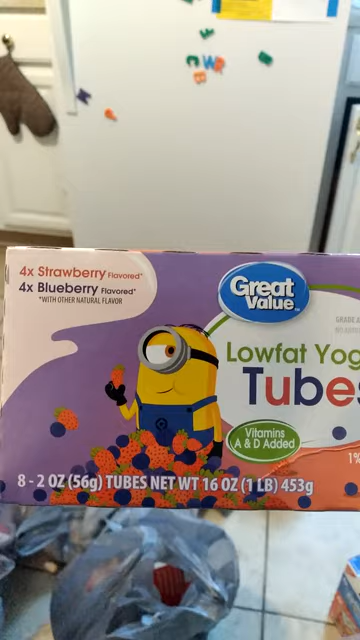 4x Strawberry Flavored*
4x Blueberry Flavored*
*WITH OTHER NATURAL FLAVOR
Great
Value
Lowfat Yog
Tubes
Vitamins
A & D Added
1%
8 - 2 OZ (56g) TUBES NET WT 16 OZ (1 LB) 453g